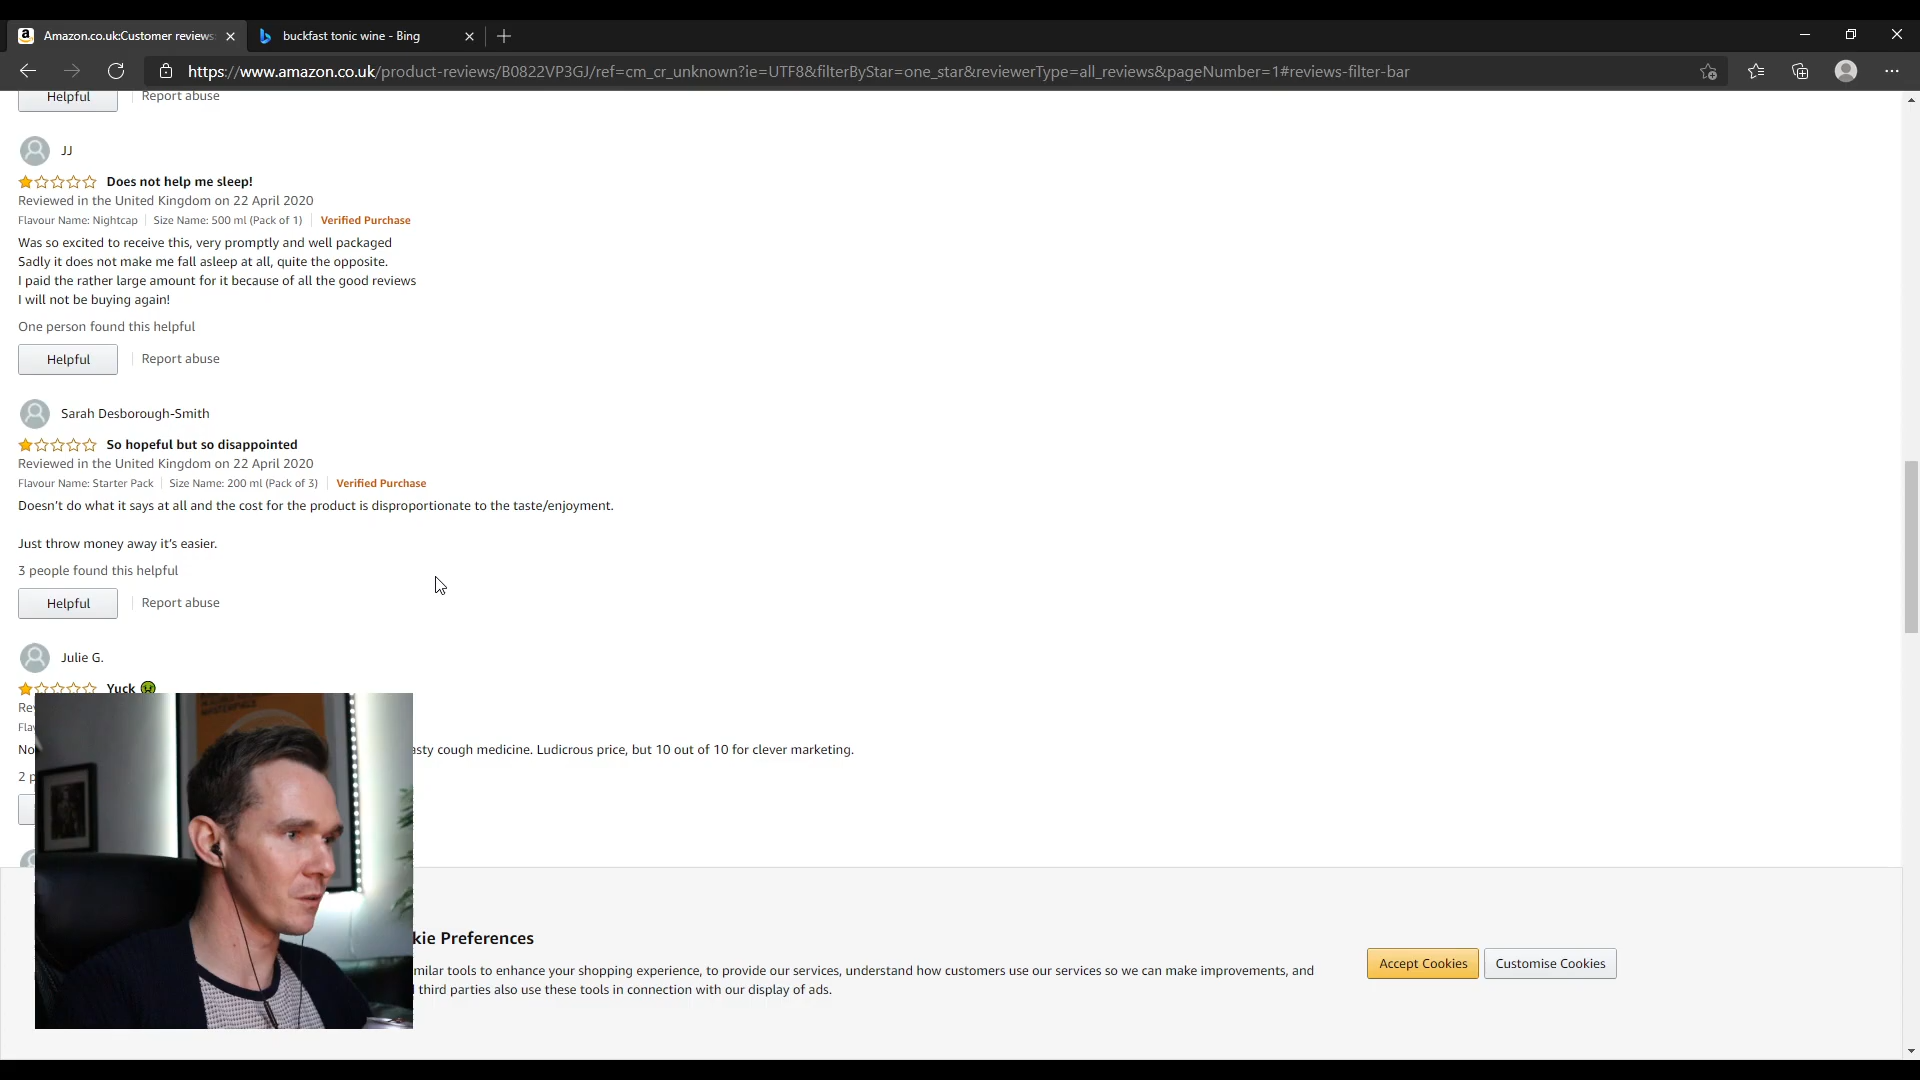 Amazon.co.uk:Customer reviews:
buckfast tonic wine - Bing
https://www.amazon.co.uk/product-reviews/B0822VP3GJ/ref=cm_cr_unknown?ie=UTF8&filterByStar=one_star&reviewerType=all_reviews&pageNumber=1#reviews-filter-bar
Helpful Report abuse
JJ
Does not help me sleep!
Reviewed in the United Kingdom on 22 April 2020
Flavour Name: Nightcap Size Name: 500 ml (Pack of 1) Verified Purchase
Was so excited to receive this, very promptly and well packaged
Sadly it does not make me fall asleep at all, quite the opposite.
I paid the rather large amount for it because of all the good reviews
I will not be buying again!
One person found this helpful
Helpful Report abuse
Sarah Desborough-Smith
So hopeful but so disappointed
Reviewed in the United Kingdom on 22 April 2020
Flavour Name: Starter Pack Size Name: 200 ml (Pack of 3) Verified Purchase
Doesn't do what it says at all and the cost for the product is disproportionate to the taste/enjoyment.
Just throw money away it's easier.
3 people found this helpful
Helpful Report abuse
Julie G.
Yuck 🤢
cough medicine. Ludicrous price, but 10 out of 10 for clever marketing.
Preferences
tools to enhance your shopping experience, to provide our services, understand how customers use our services so we can make improvements, and
third parties also use these tools in connection with our display of ads.
Accept Cookies Customise Cookies